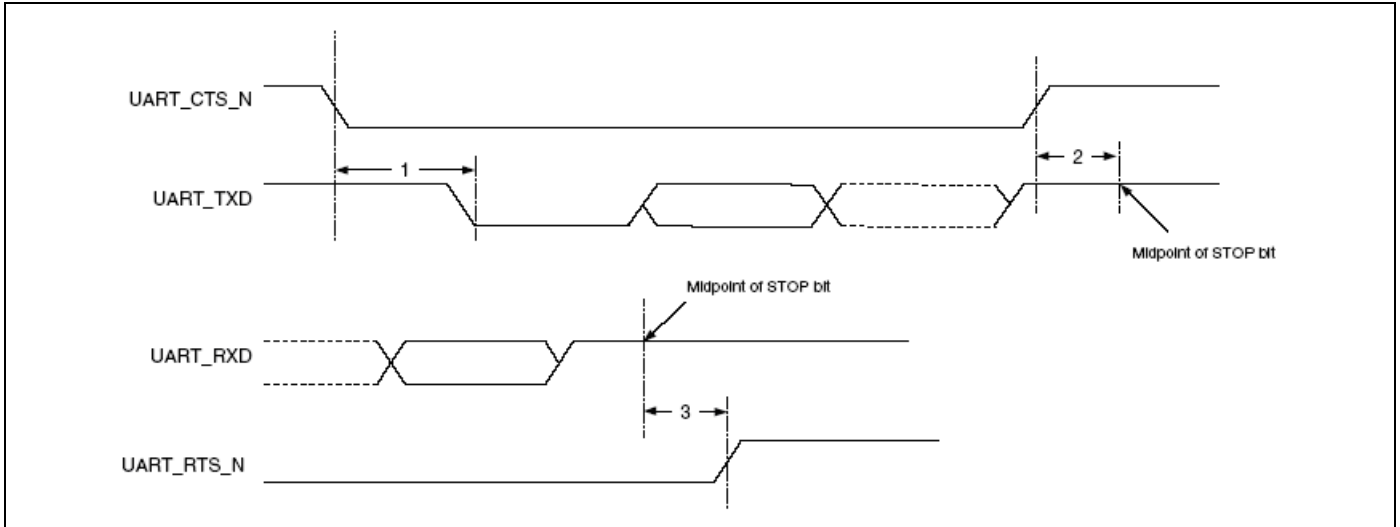 UART_CTS_N
1
2
UART_TXD
Midpoint of STOP bit
Midpoint of STOP bit
UART_RXD
3
UART_RTS_N